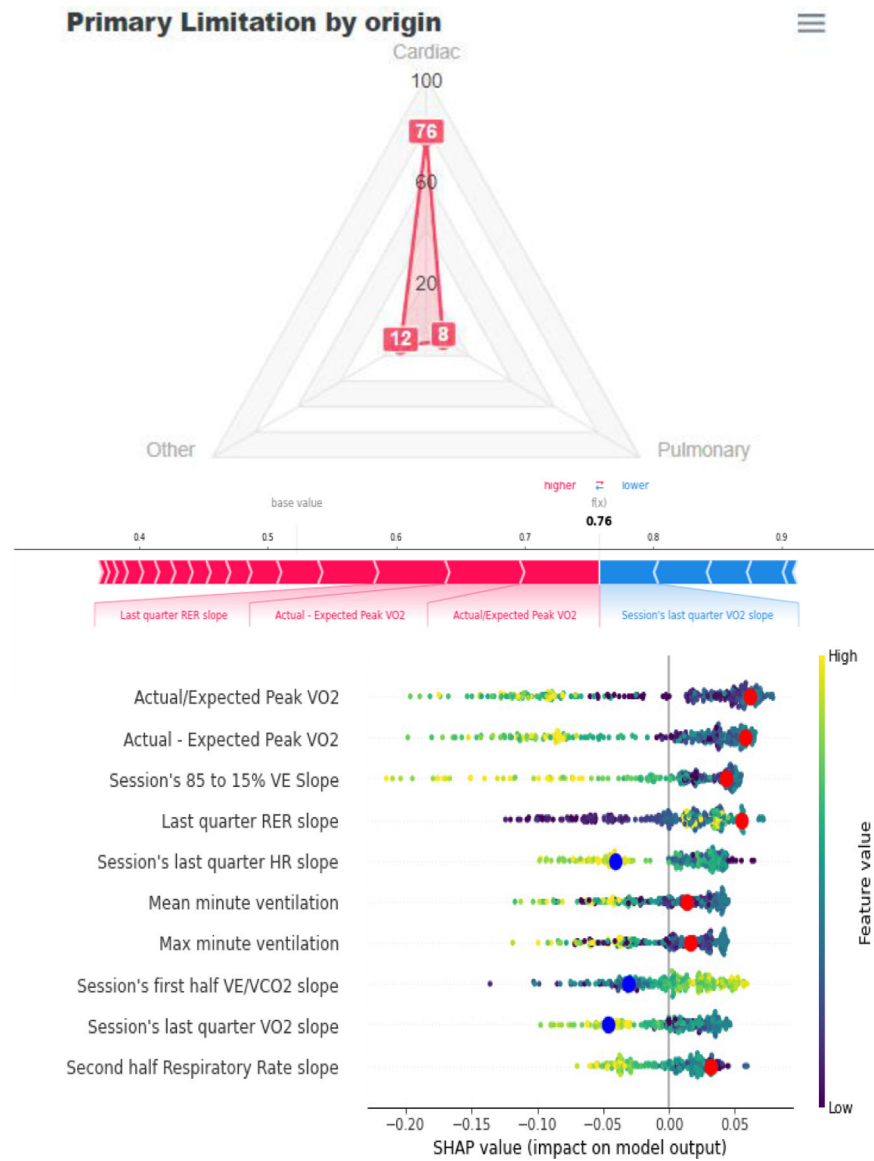 Primary Limitation by origin
Cardiac
100
76
60
20
12
8
Other
Pulmonary
higher
lower
base value
f(x)
0.76
0.4 0.5 0.6 0.7 0.8 0.9
Last quarter RER slope Actual - Expected Peak VO2 Actual/Expected Peak VO2 Session's last quarter VO2 slope
High
Actual/Expected Peak VO2
Actual - Expected Peak VO2
Session's 85 to 15% VE Slope
Last quarter RER slope
Session's last quarter HR slope
Mean minute ventilation
Max minute ventilation
Session's first half VE/VCO2 slope
Session's last quarter VO2 slope
Second half Respiratory Rate slope
Feature value
Low
−0.20 −0.15 −0.10 −0.05 0.00 0.05
SHAP value (impact on model output)